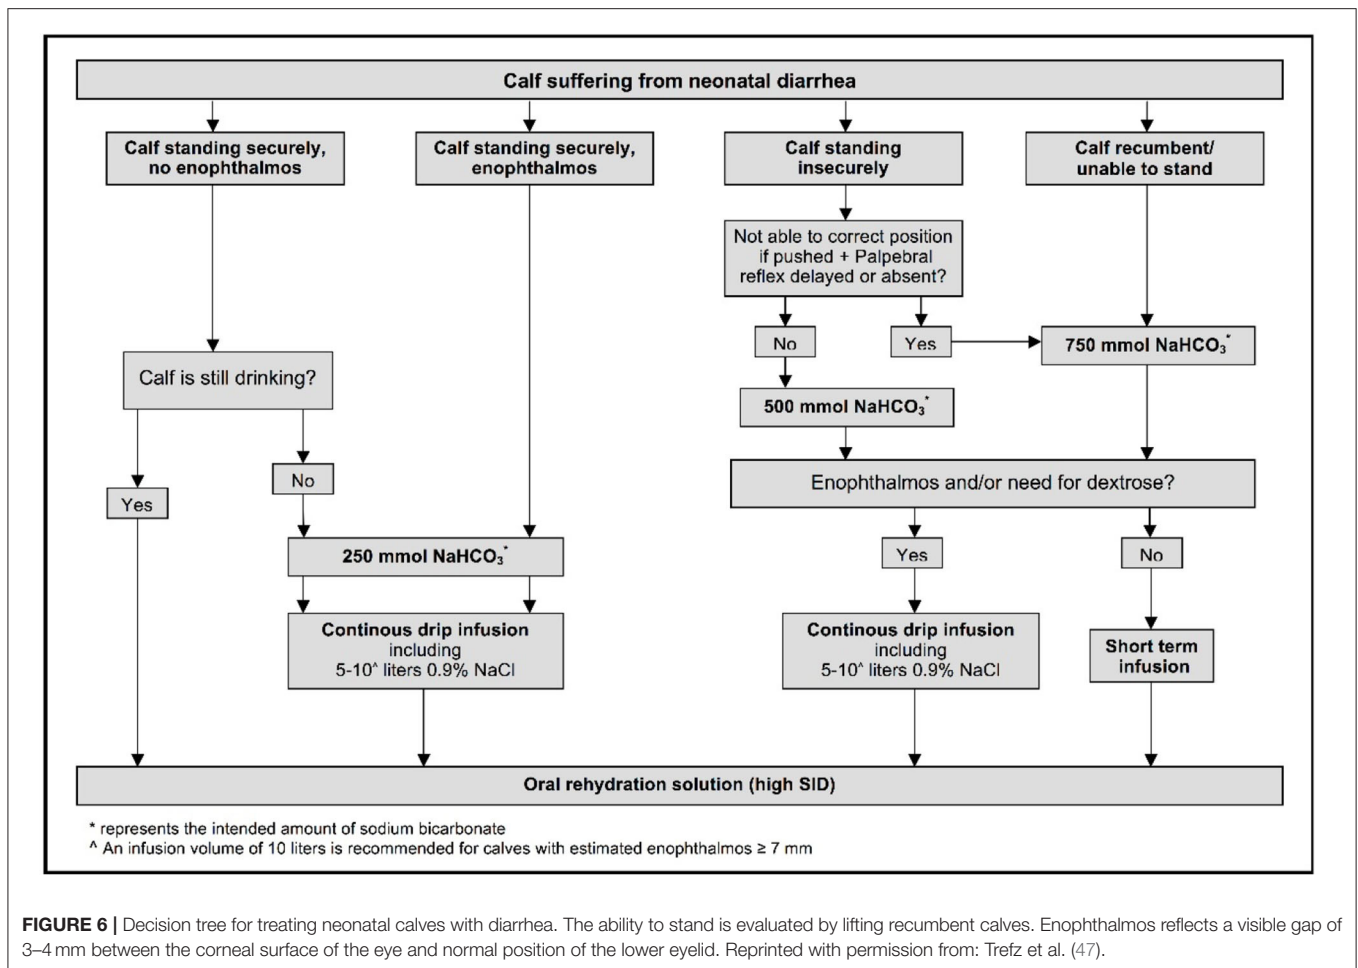 Calf suffering from neonatal diarrhea
Calf standing securely,
no enophthalmos
Calf standing securely,
enophthalmos
Calf standing
insecurely
Calf recumbent/
unable to stand
Not able to correct position
if pushed + Palpebral
reflex delayed or absent?
No
Yes
750 mmol NaHCO₃*
Calf is still drinking?
500 mmol NaHCO₃*
Yes
No
Enophthalmos and/or need for dextrose?
250 mmol NaHCO₃*
Yes
No
Continous drip infusion
including
5-10^ liters 0.9% NaCl
Continous drip infusion
including
5-10^ liters 0.9% NaCl
Short term
infusion
Oral rehydration solution (high SID)
* represents the intended amount of sodium bicarbonate
^ An infusion volume of 10 liters is recommended for calves with estimated enophthalmos ≥ 7 mm
FIGURE 6 | Decision tree for treating neonatal calves with diarrhea. The ability to stand is evaluated by lifting recumbent calves. Enophthalmos reflects a visible gap of
3–4 mm between the corneal surface of the eye and normal position of the lower eyelid. Reprinted with permission from: Trefz et al. (47).